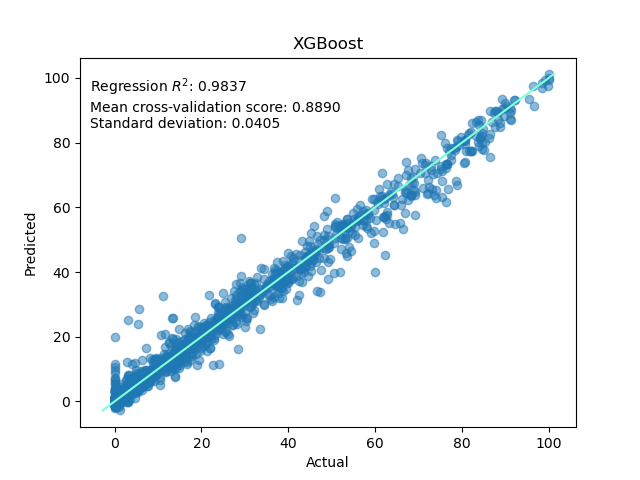 XGBoost
Regression R²: 0.9837
Mean cross-validation score: 0.8890
Standard deviation: 0.0405
100
80
60
40
20
0
Predicted
0 20 40 60 80 100
Actual